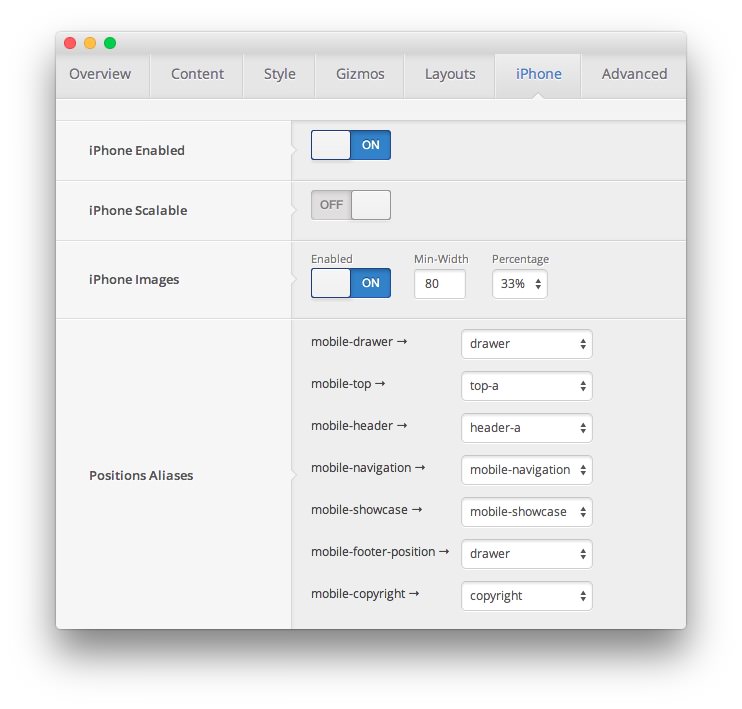 Overview Content Style Gizmos Layouts iPhone Advanced
iPhone Enabled ON
iPhone Scalable OFF
Enabled Min-Width Percentage
iPhone Images ON 80 33%
mobile-drawer → drawer
mobile-top → top-a
mobile-header → header-a
mobile-navigation → mobile-navigation
Positions Aliases
mobile-showcase → mobile-showcase
mobile-footer-position → drawer
mobile-copyright → copyright